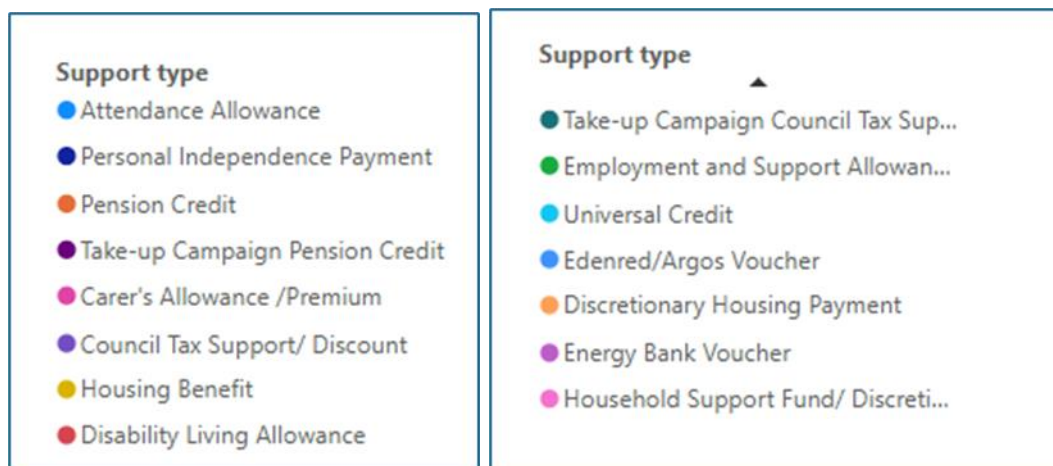 Support type
Attendance Allowance
Personal Independence Payment
Pension Credit
Take-up Campaign Pension Credit
Carer's Allowance /Premium
Council Tax Support/ Discount
Housing Benefit
Disability Living Allowance
Support type
Take-up Campaign Council Tax Sup...
Employment and Support Allowan...
Universal Credit
Edenred/Argos Voucher
Discretionary Housing Payment
Energy Bank Voucher
Household Support Fund/ Discreti...